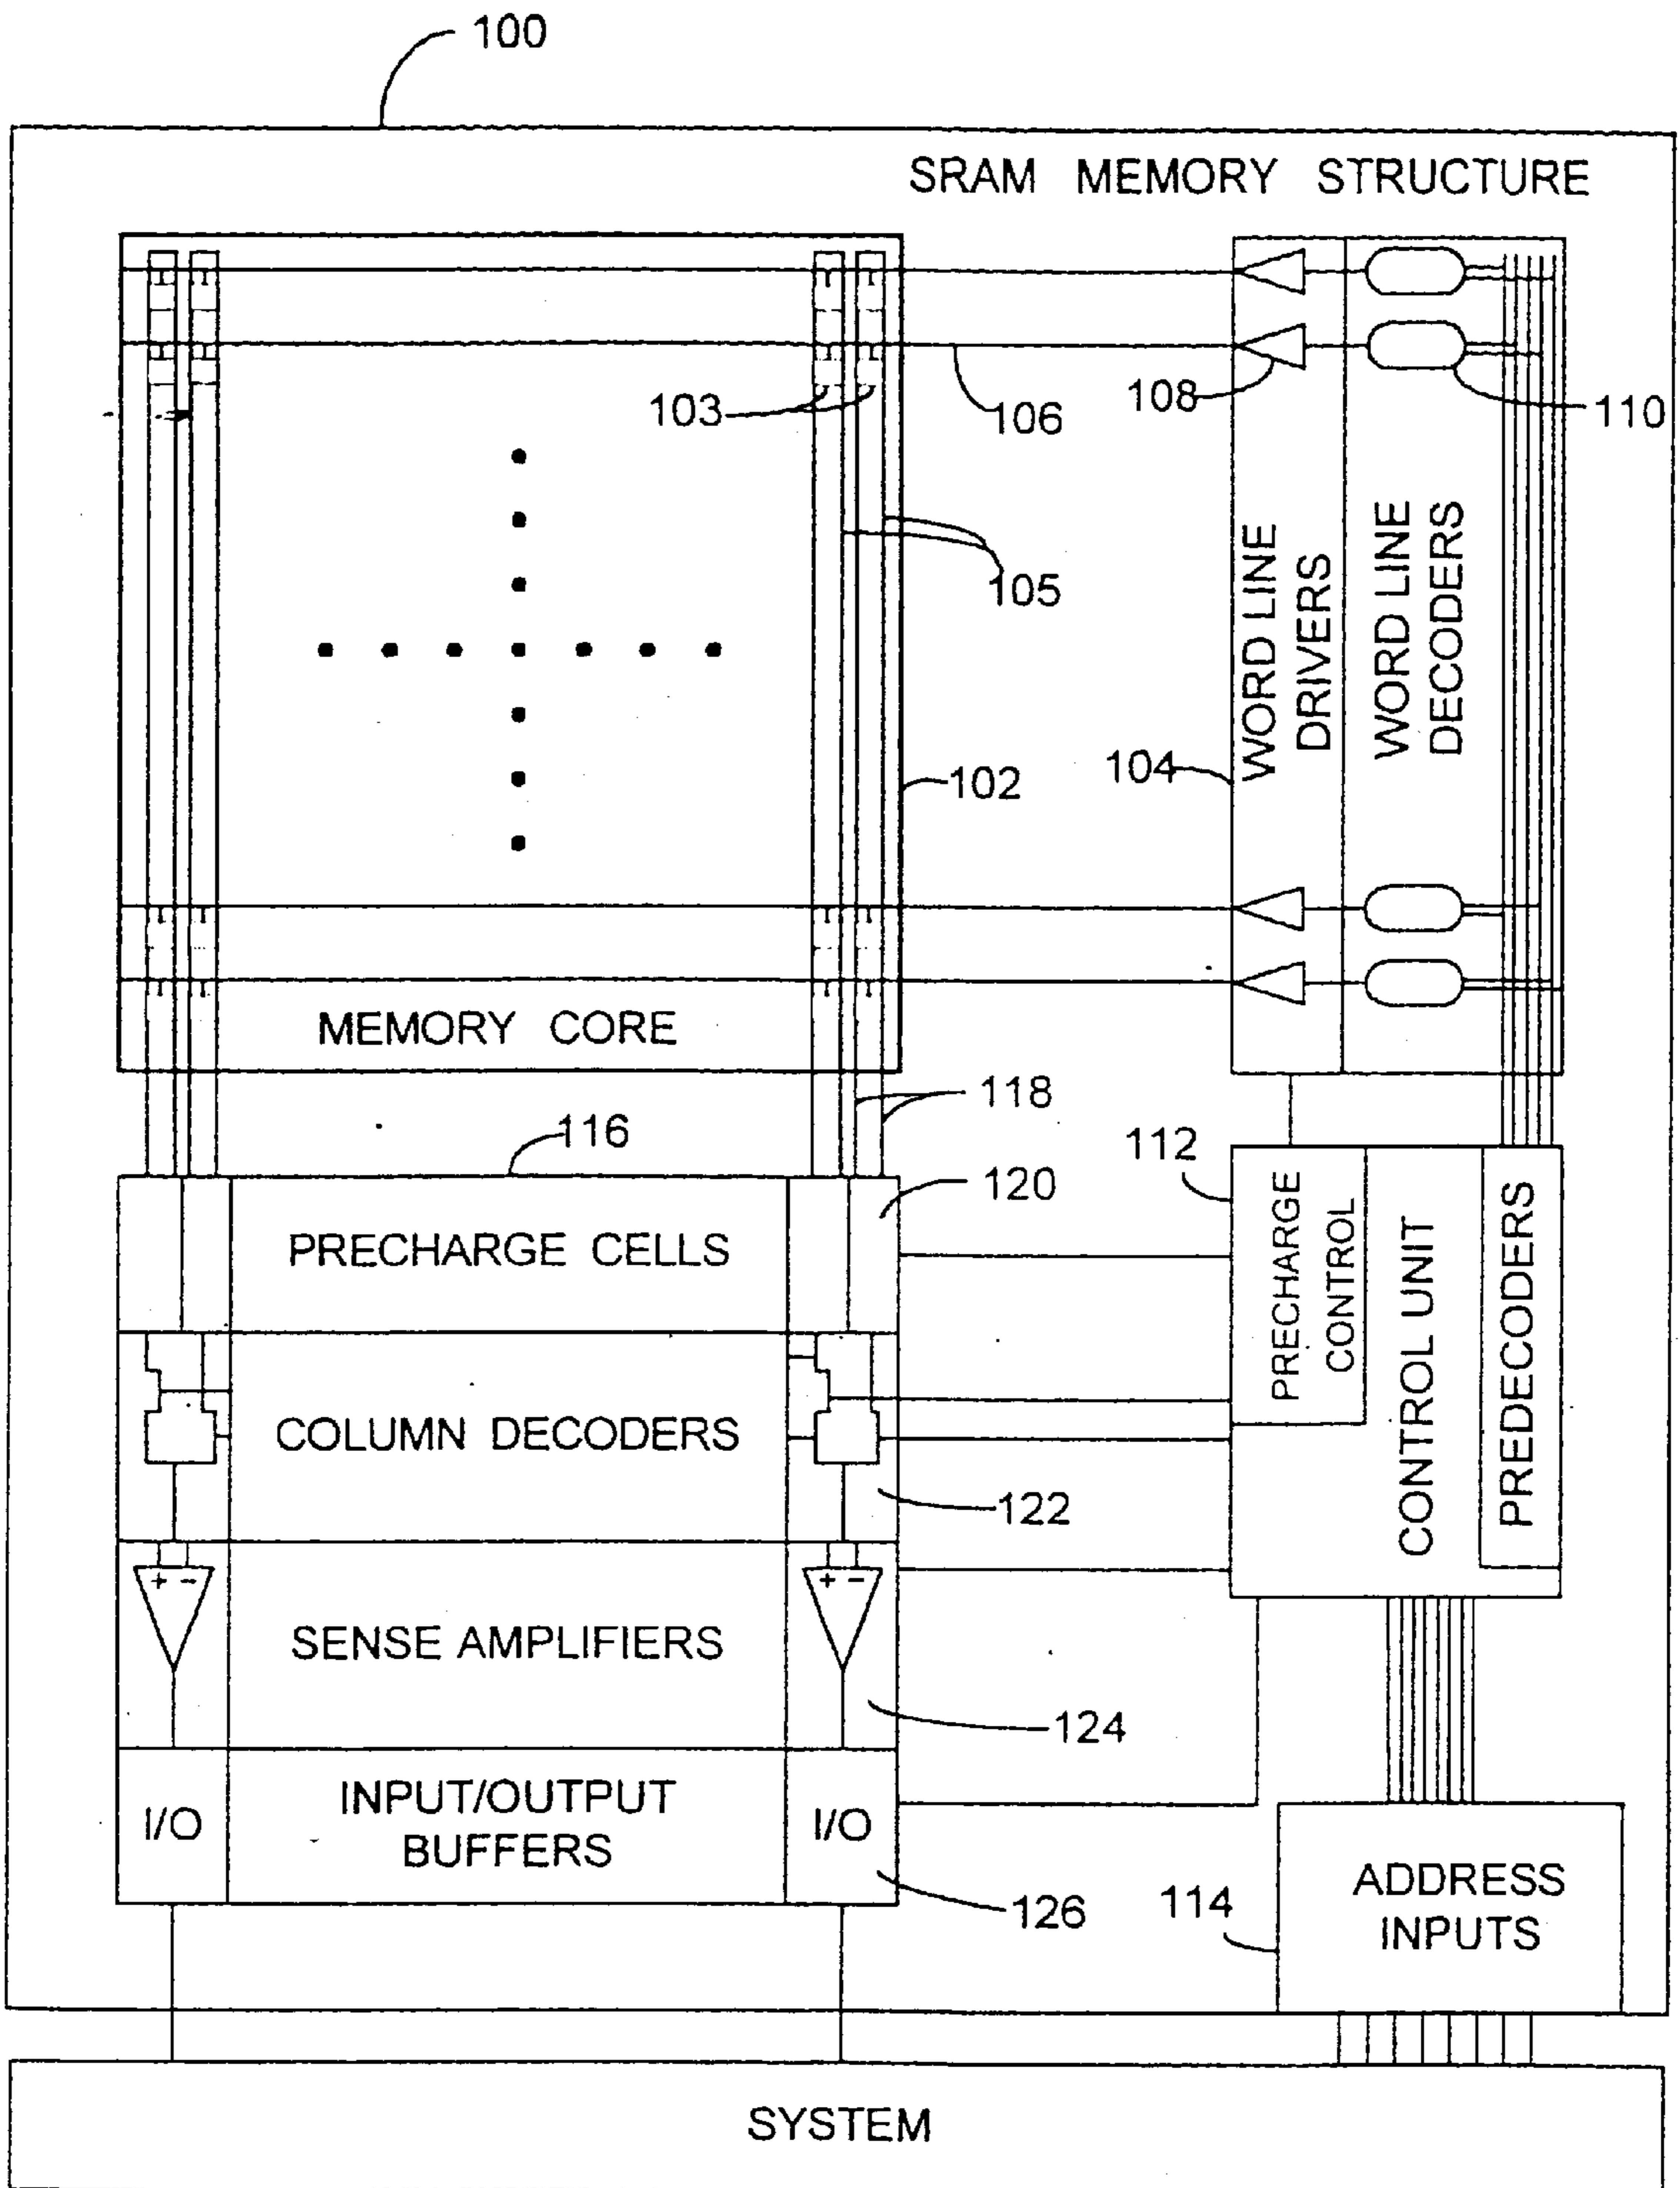 100
SRAM MEMORY STRUCTURE
103
106
108
110
105
WORD LINE
DRIVERS
WORD LINE
DECODERS
102
104
MEMORY CORE
118
116
112
120
PRECHARGE CELLS
PRECHARGE
CONTROL
CONTROL UNIT
PREDECODERS
COLUMN DECODERS
122
+ -
+ -
SENSE AMPLIFIERS
124
I/O
INPUT/OUTPUT
BUFFERS
I/O
126
114
ADDRESS
INPUTS
SYSTEM